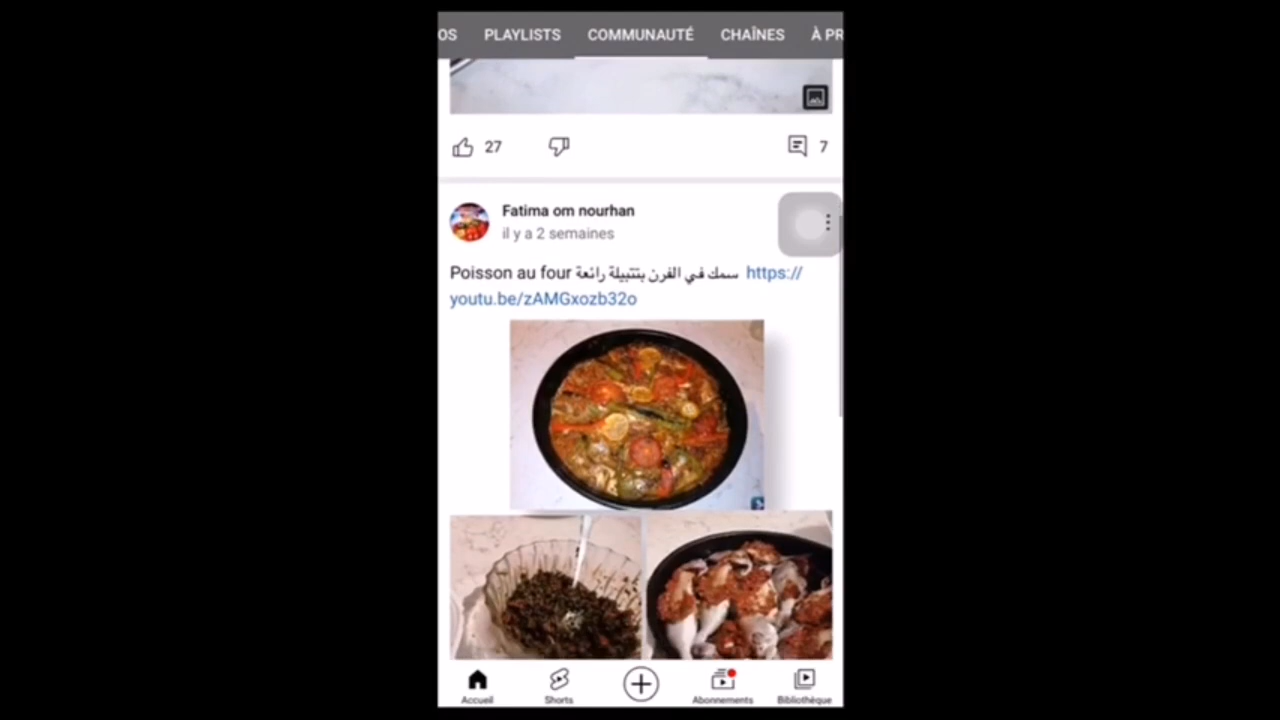 OS PLAYLISTS COMMUNAUTÉ CHAÎNES À PR
27 7
Fatima om nourhan
il y a 2 semaines
Poisson au four سمك في الفرن بتتبيلة رائعة https://
youtu.be/zAMGxozb32o
Accueil Shorts Abonnements Bibliothèque